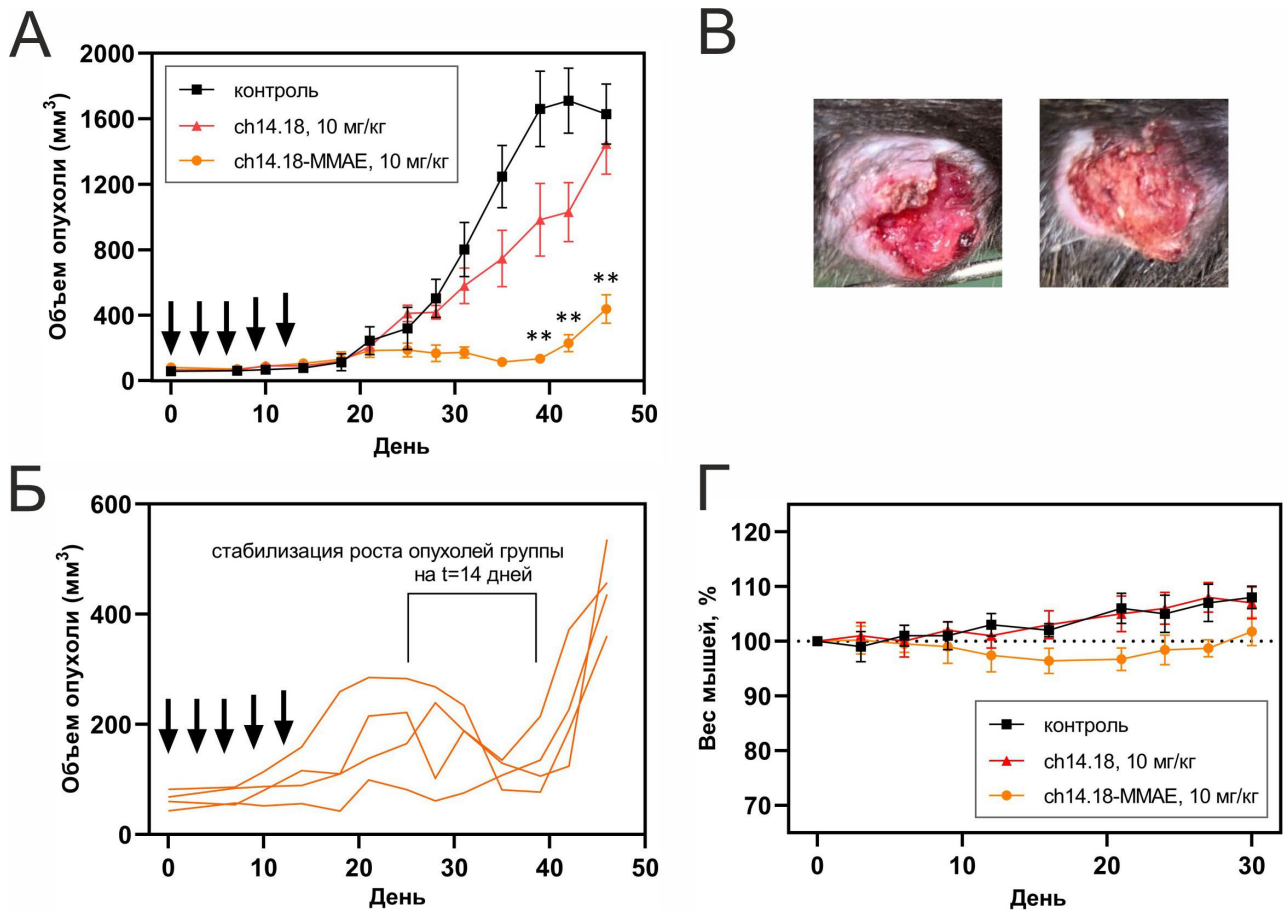 А
2000
1600
1200
800
400
0
Объем опухоли (мм³)
контроль
ch14.18, 10 мг/кг
ch14.18-MMAE, 10 мг/кг
**
**
**
0 10 20 30 40 50
День
В
Б
600
400
200
0
Объем опухоли (мм³)
стабилизация роста опухолей группы
на t=14 дней
0 10 20 30 40 50
День
Г
120
110
100
90
80
70
Вес мышей, %
контроль
ch14.18, 10 мг/кг
ch14.18-MMAE, 10 мг/кг
0 10 20 30
День